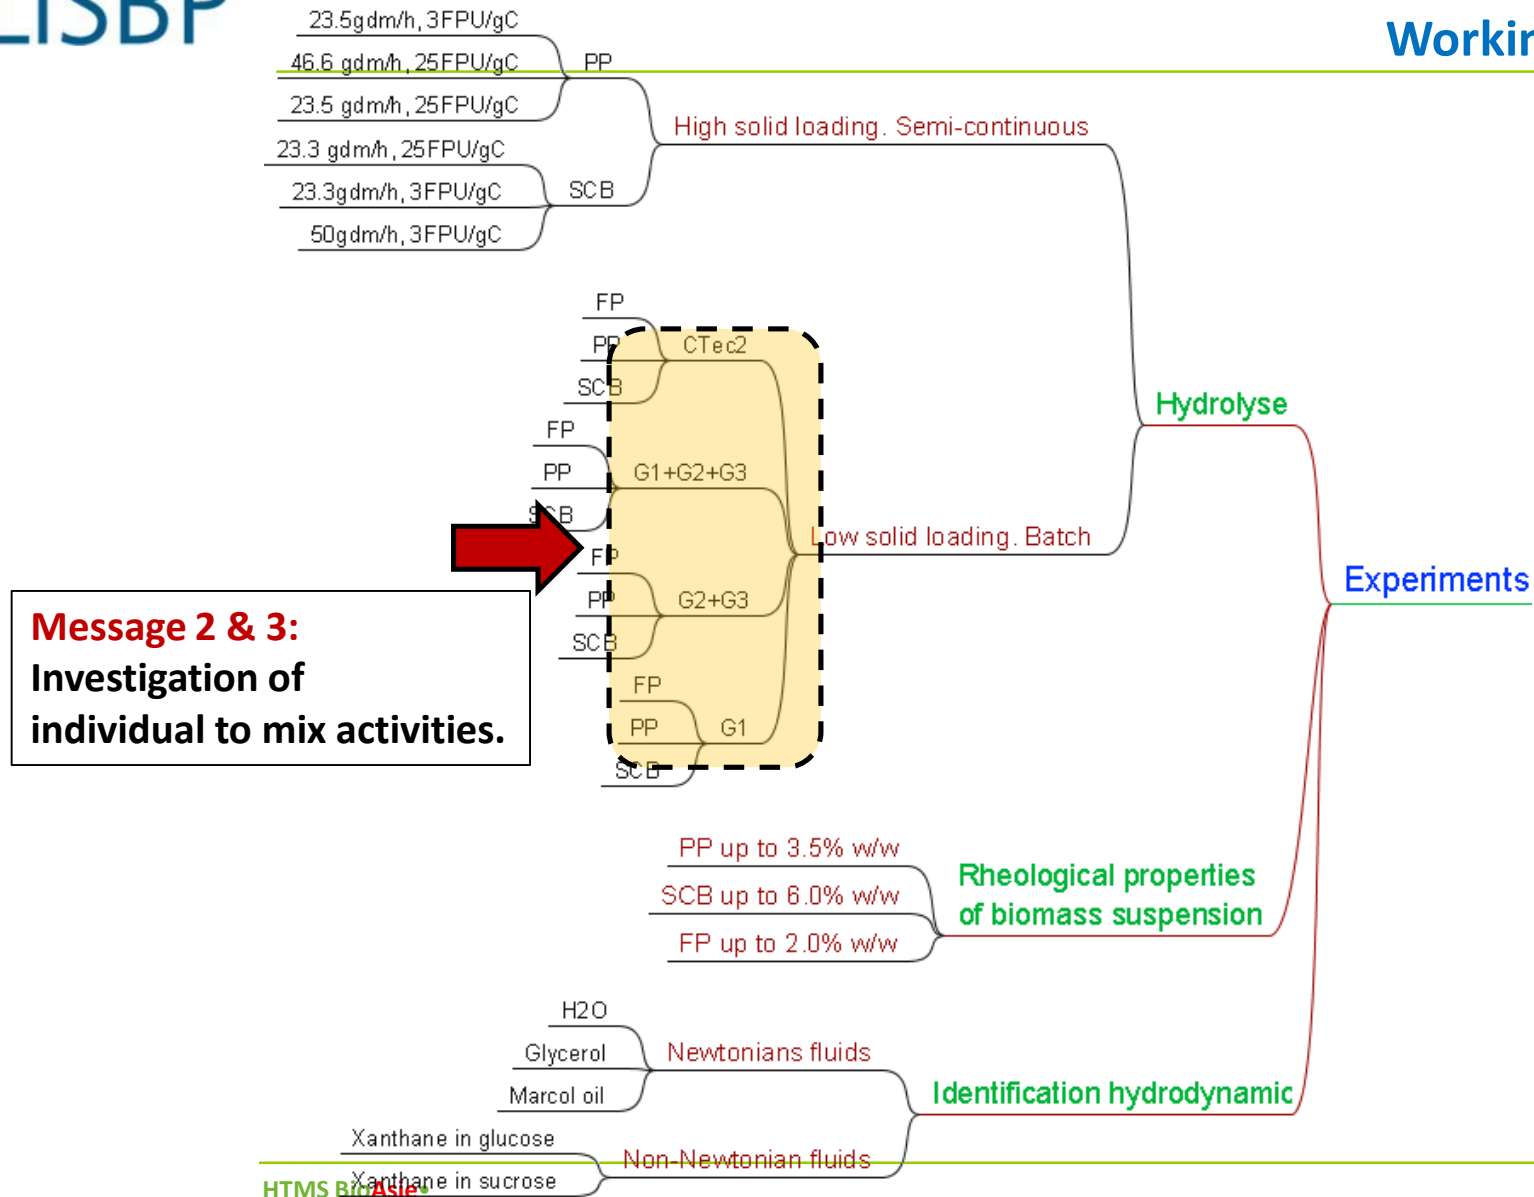 LISBP
Workin
23.5gdm/h, 3FPU/gC
46.6 gdm/h, 25FPU/gC
PP
23.5 gdm/h, 25FPU/gC
High solid loading. Semi-continuous
23.3 gdm/h, 25FPU/gC
23.3gdm/h, 3FPU/gC
SCB
50gdm/h, 3FPU/gC
FP
PP
CTec2
SCB
Hydrolyse
FP
PP
G1+G2+G3
SCB
Low solid loading. Batch
FP
PP
G2+G3
SCB
Experiments
Message 2 & 3:
Investigation of
individual to mix activities.
FP
PP
G1
SCB
PP up to 3.5% w/w
SCB up to 6.0% w/w
FP up to 2.0% w/w
Rheological properties
of biomass suspension
H2O
Glycerol
Newtonians fluids
Marcol oil
Identification hydrodynamic
Xanthane in glucose
Non-Newtonian fluids
Xanthane in sucrose
HTMS BioAsie•